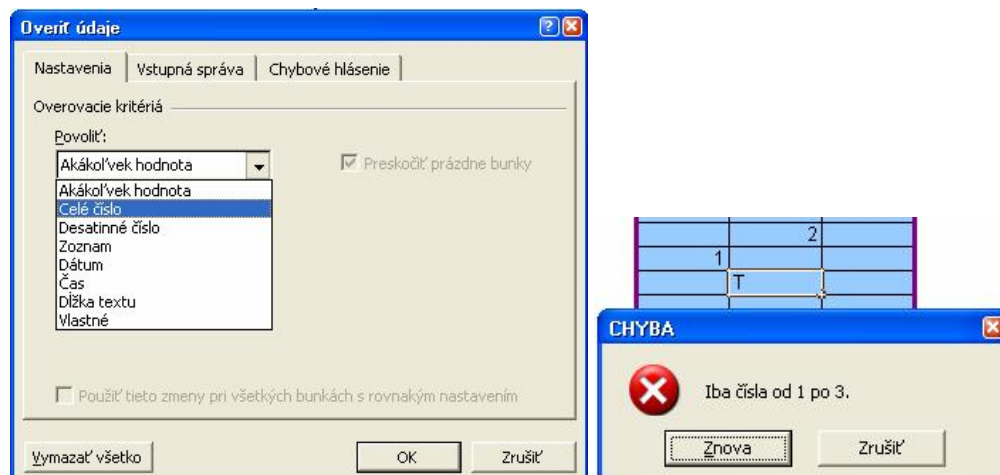 Overiť údaje
Nastavenia Vstupná správa Chybové hlásenie
Overovacie kritériá
Povoliť:
Akákoľvek hodnota
Preskočiť prázdne bunky
Akákoľvek hodnota
Celé číslo
Desatinné číslo
Zoznam
Dátum
Čas
Dĺžka textu
Vlastné
Použiť tieto zmeny pri všetkých bunkách s rovnakým nastavením
Vymazať všetko OK Zrušiť
2
1
T
CHYBA
Iba čísla od 1 po 3.
Znova Zrušiť